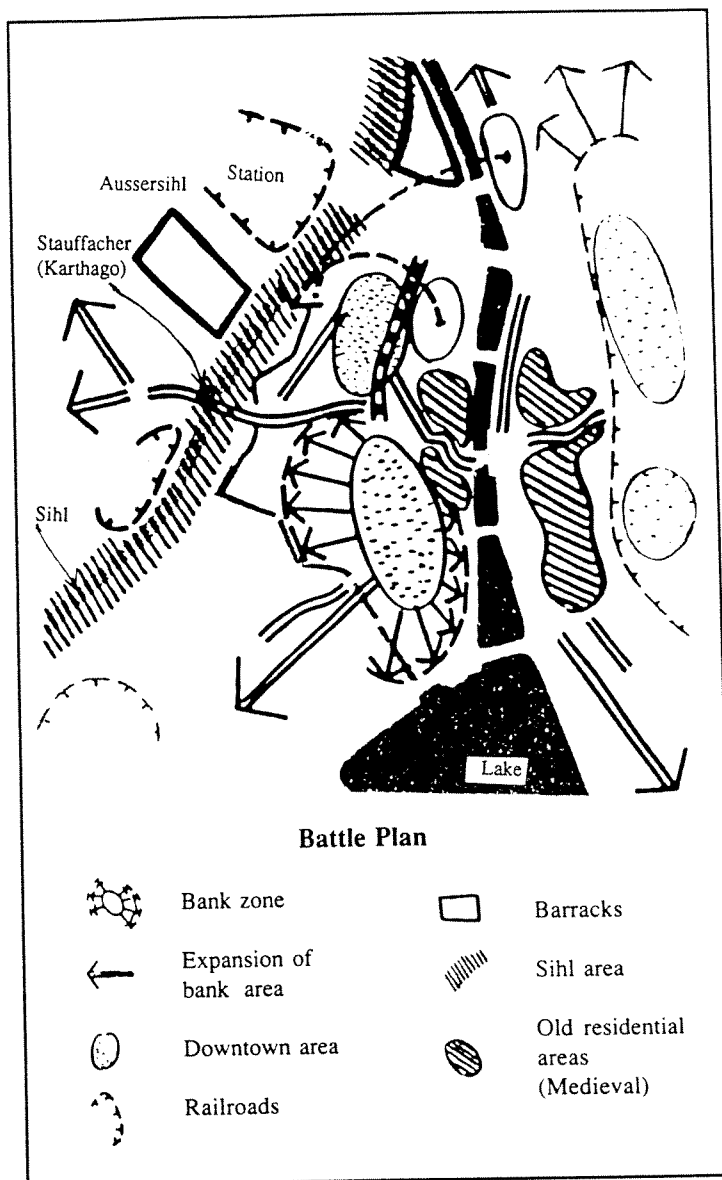 Station
Aussersihl
Stauffacher
(Karthago)
Sihl
Lake
Battle Plan
Bank zone
Expansion of
bank area
Downtown area
Railroads
Barracks
Sihl area
Old residential
areas
(Medieval)